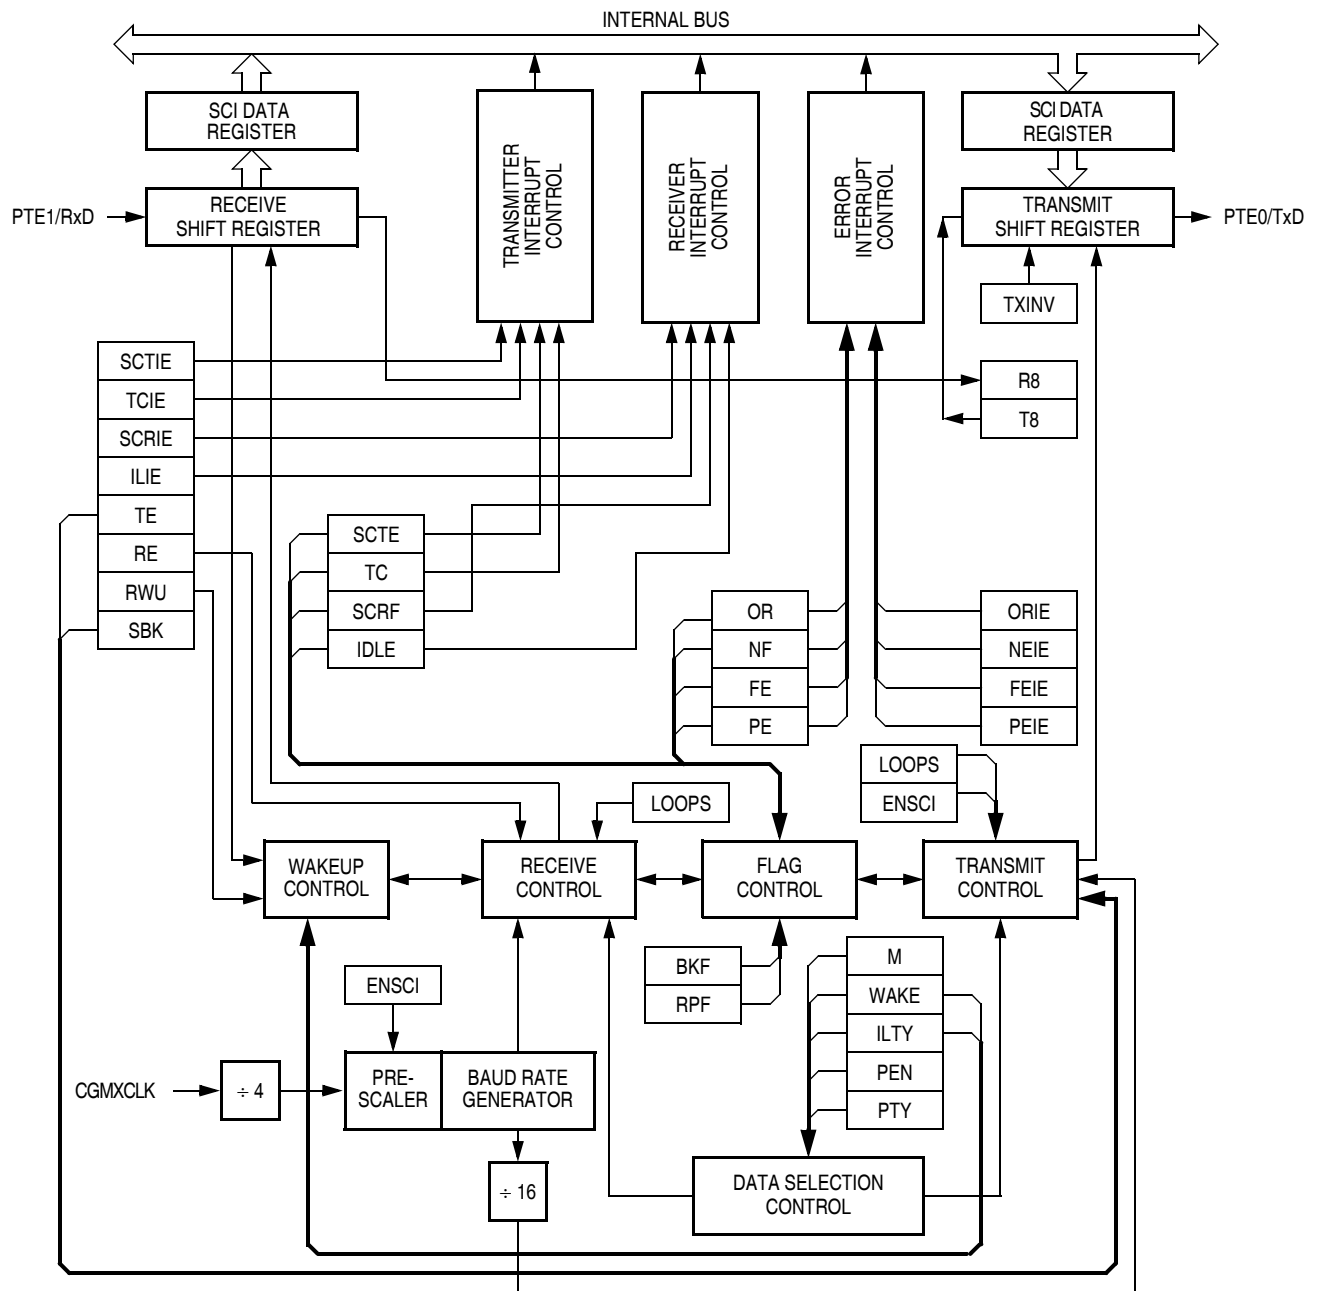 INTERNAL BUS
SCI DATA
REGISTER
SCI DATA
REGISTER
TRANSMITTER
INTERRUPT
CONTROL
RECEIVER
INTERRUPT
CONTROL
ERROR
INTERRUPT
CONTROL
PTE1/RxD
RECEIVE
SHIFT REGISTER
TRANSMIT
SHIFT REGISTER
PTE0/TxD
TXINV
SCTIE
TCIE
SCRIE
ILIE
TE
RE
RWU
SBK
R8
T8
SCTE
TC
SCRF
IDLE
OR
NF
FE
PE
ORIE
NEIE
FEIE
PEIE
LOOPS
ENSCI
LOOPS
WAKEUP
CONTROL
RECEIVE
CONTROL
FLAG
CONTROL
TRANSMIT
CONTROL
BKF
RPF
M
WAKE
ILTY
PEN
PTY
ENSCI
CGMXCLK
÷ 4
PRE-
SCALER
BAUD RATE
GENERATOR
÷ 16
DATA SELECTION
CONTROL